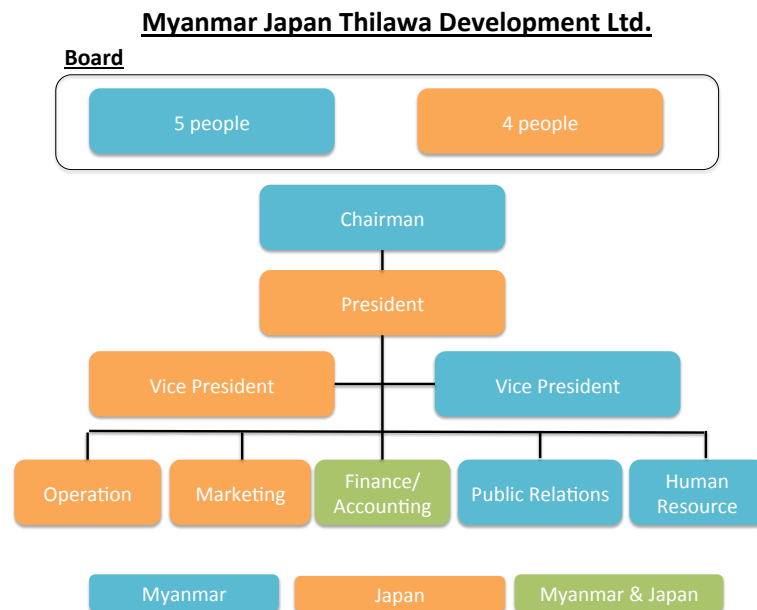 Myanmar Japan Thilawa Development Ltd.
Board
5 people
4 people
Chairman
President
Vice President
Vice President
Operation
Marketing
Finance/
Accounting
Public Relations
Human
Resource
Myanmar
Japan
Myanmar & Japan